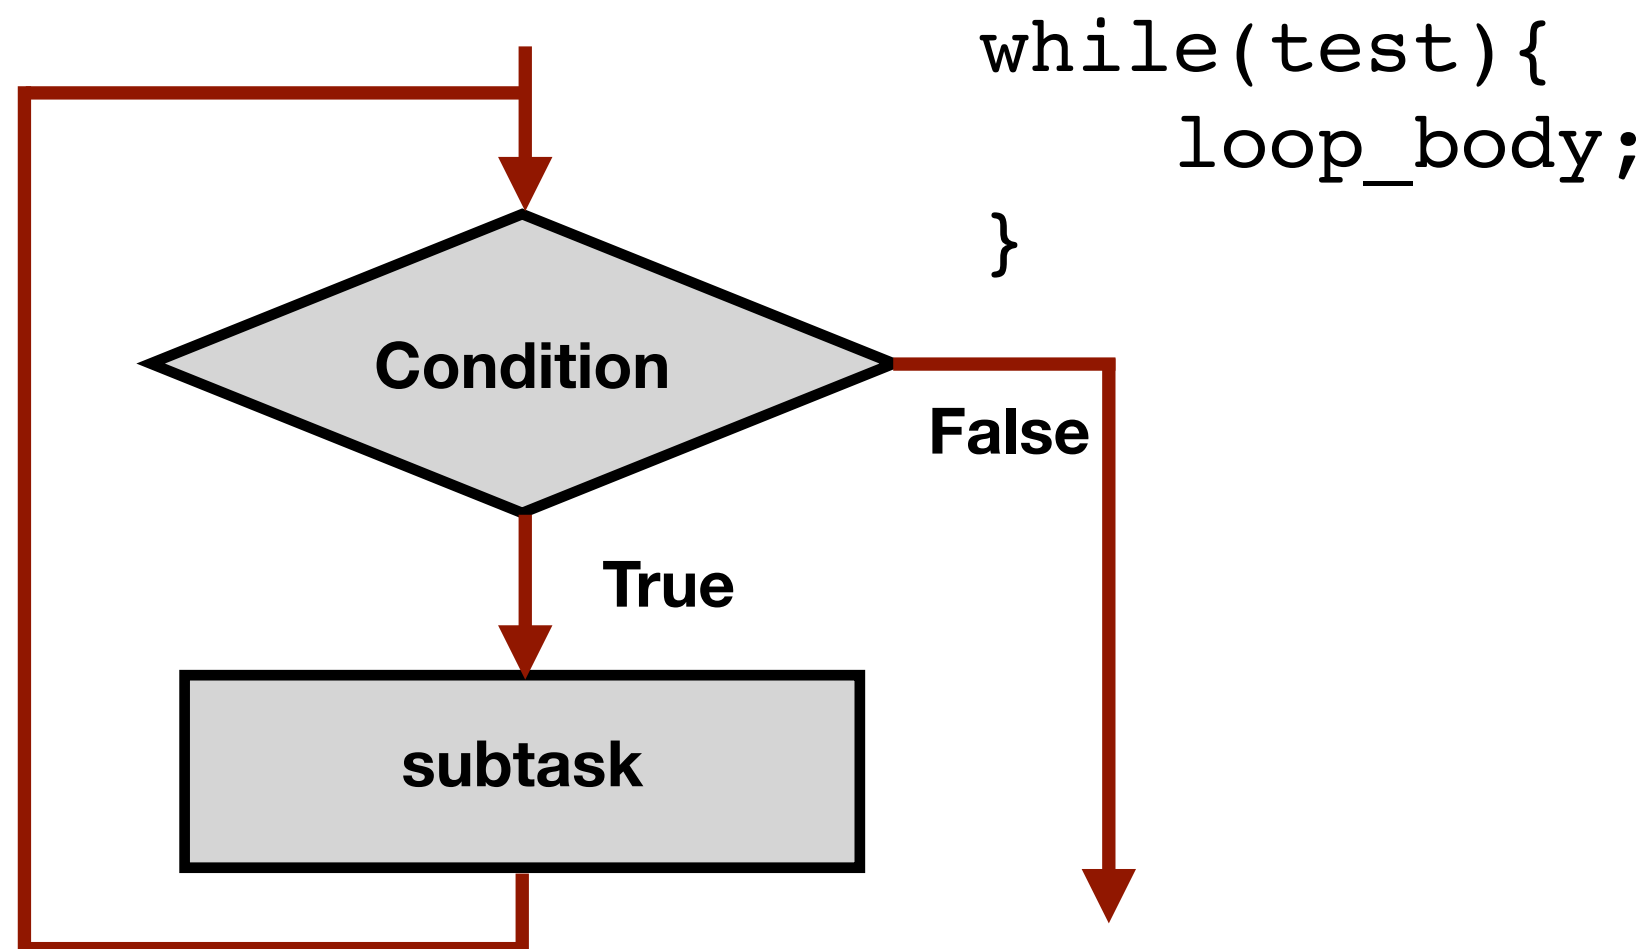 while(test){
loop_body;
}
Condition
False
True
subtask